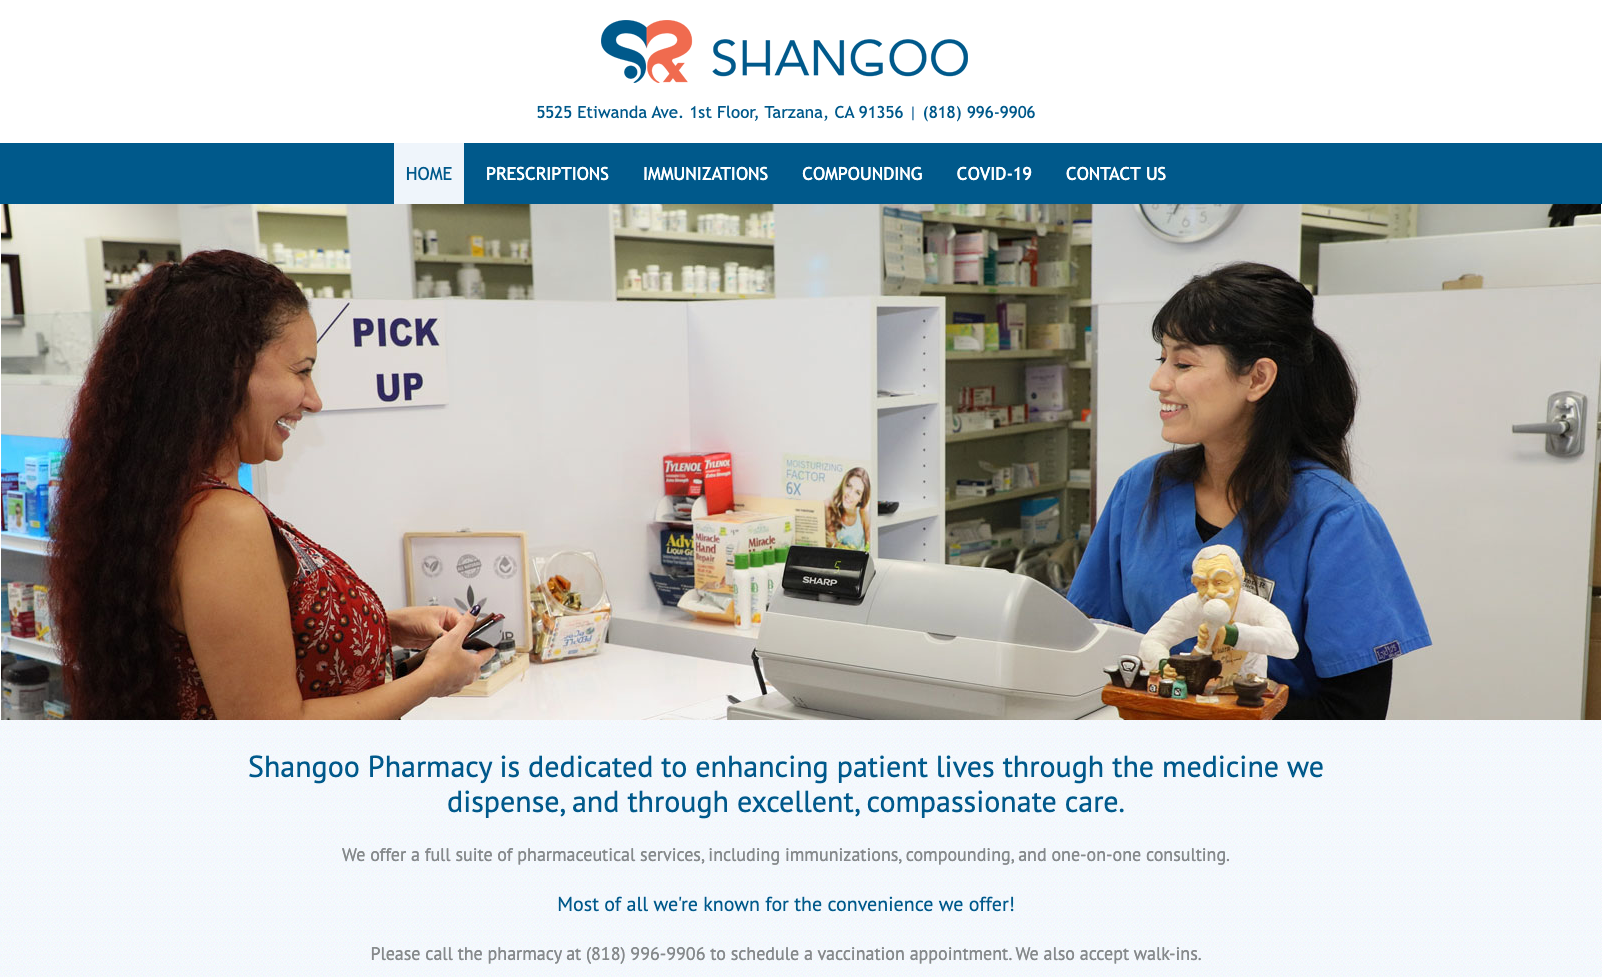 SHANGOO
5525 Etiwanda Ave. 1st Floor, Tarzana, CA 91356 | (818) 996-9906
HOME PRESCRIPTIONS IMMUNIZATIONS COMPOUNDING COVID-19 CONTACT US
PICK
UP
TYLENOL TYLENOL
MOISTURIZING
FACTOR
6X
Miracle
Hand
Repair
Miracle
SHARP
Shangoo Pharmacy is dedicated to enhancing patient lives through the medicine we
dispense, and through excellent, compassionate care.
We offer a full suite of pharmaceutical services, including immunizations, compounding, and one-on-one consulting.
Most of all we're known for the convenience we offer!
Please call the pharmacy at (818) 996-9906 to schedule a vaccination appointment. We also accept walk-ins.